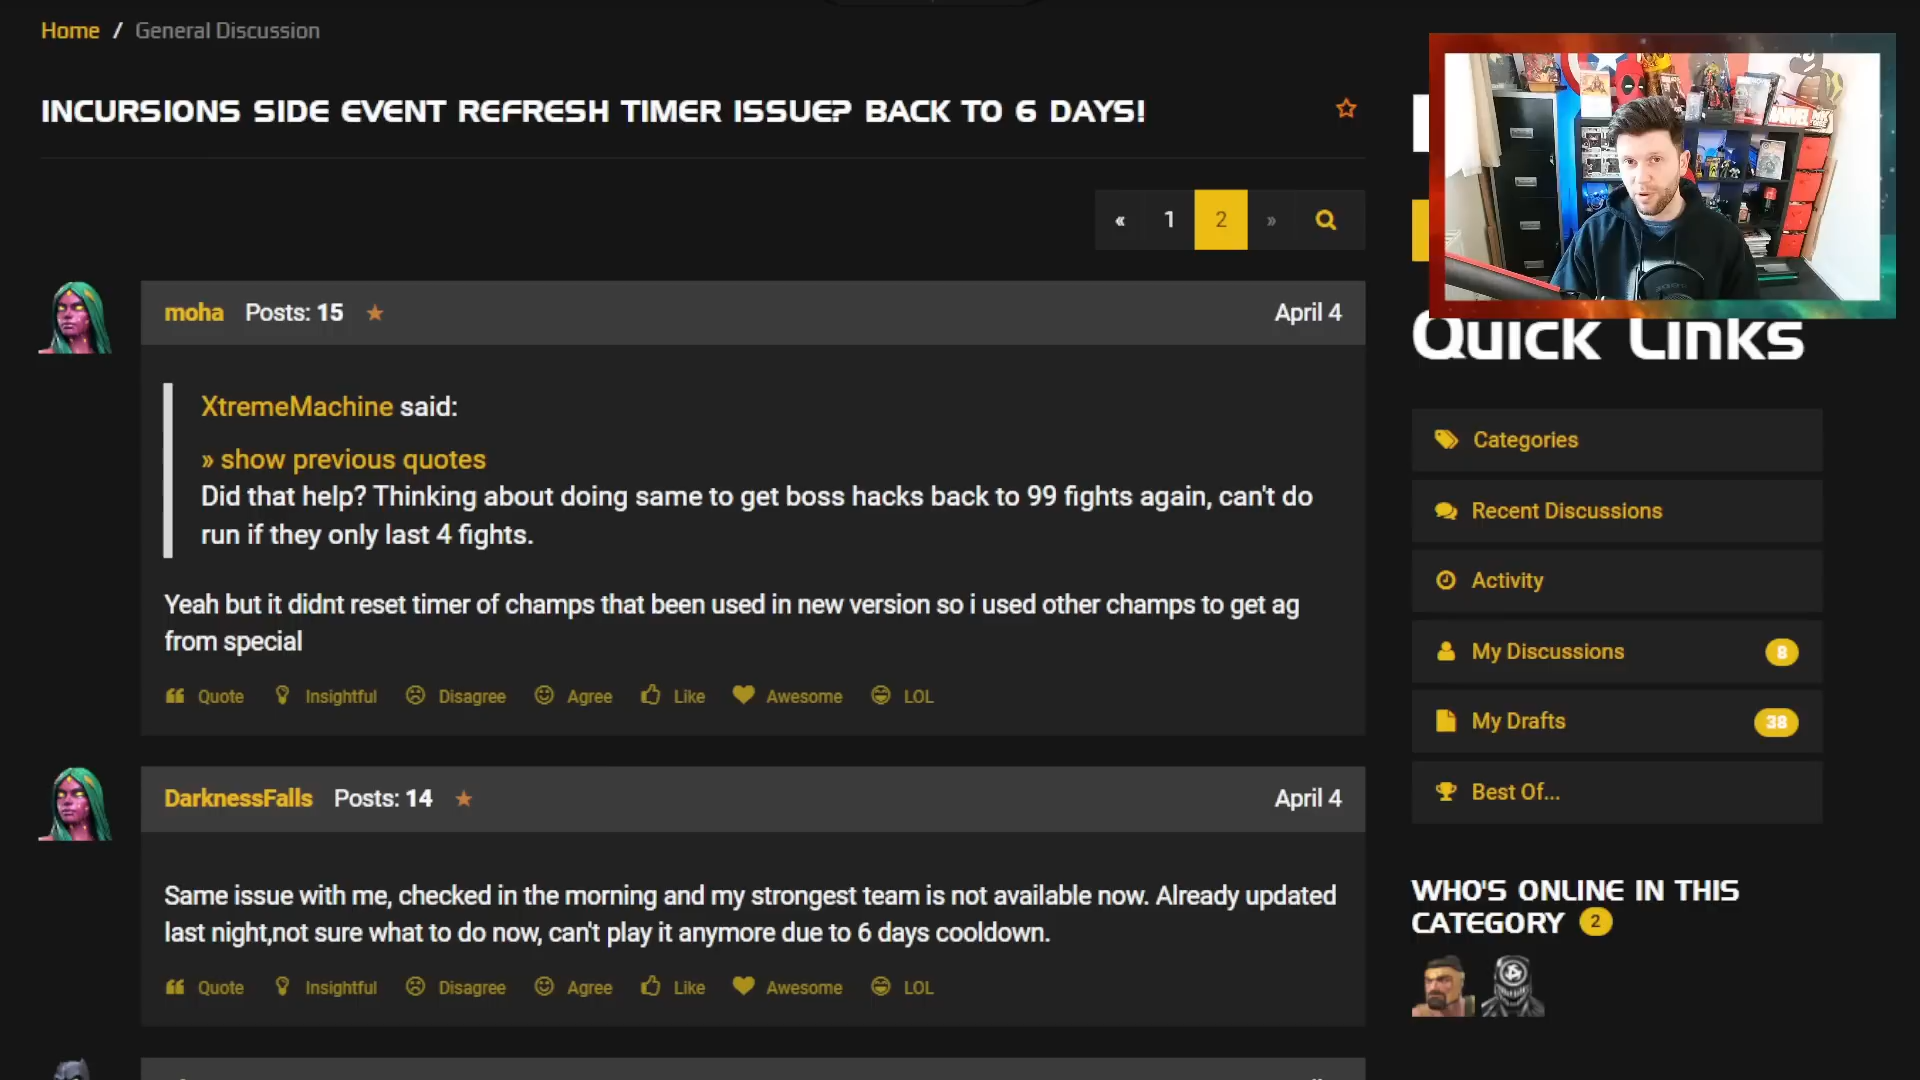 Home / General Discussion
INCURSIONS SIDE EVENT REFRESH TIMER ISSUE? BACK TO 6 DAYS!
« 1 2 »
moha Posts: 15 April 4
XtremeMachine said:
» show previous quotes
Did that help? Thinking about doing same to get boss hacks back to 99 fights again, can't do
run if they only last 4 fights.
Yeah but it didnt reset timer of champs that been used in new version so i used other champs to get ag
from special
Quote Insightful Disagree Agree Like Awesome LOL
DarknessFalls Posts: 14 April 4
Same issue with me, checked in the morning and my strongest team is not available now. Already updated
last night,not sure what to do now, can't play it anymore due to 6 days cooldown.
Quote Insightful Disagree Agree Like Awesome LOL
MARVEL
Quick Links
Categories
Recent Discussions
Activity
My Discussions 8
My Drafts 38
Best Of...
WHO'S ONLINE IN THIS
CATEGORY 2